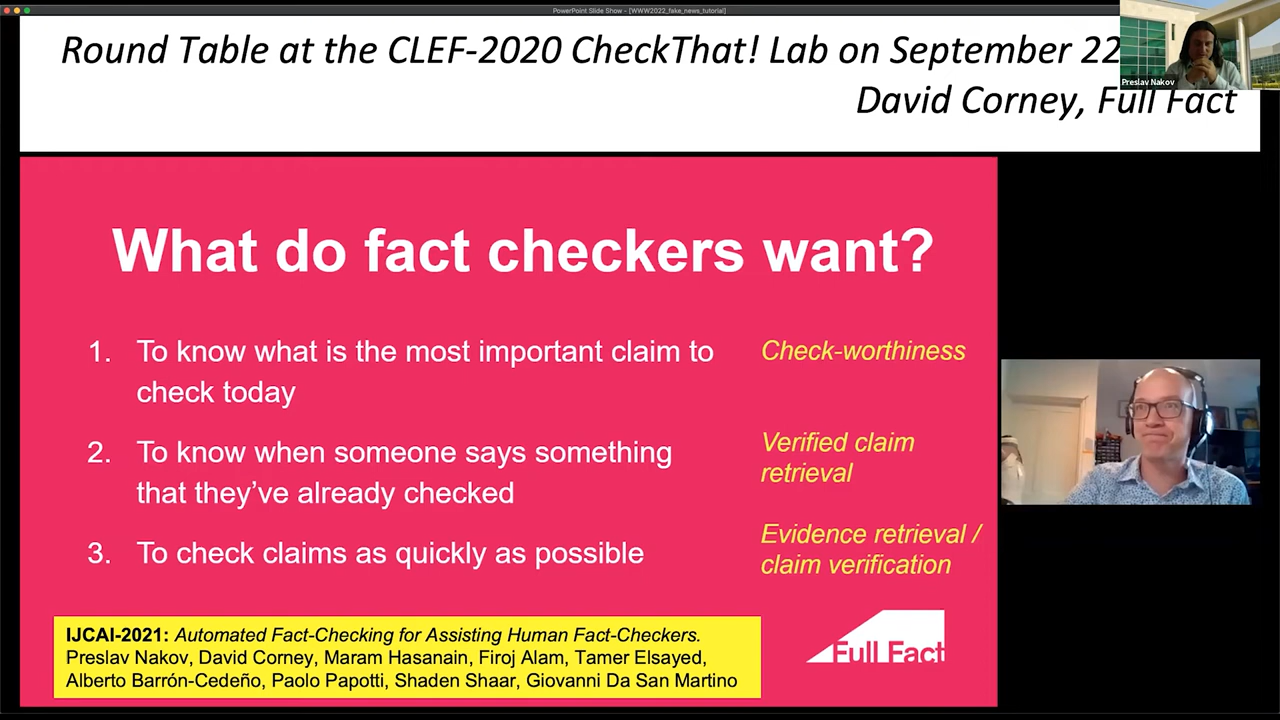 PowerPoint Slide Show - [WWW2022_fake_news_tutorial]
Round Table at the CLEF-2020 CheckThat! Lab on September 22
Preslav Nakov
David Corney, Full Fact
What do fact checkers want?
1. To know what is the most important claim to
check today
Check-worthiness
2. To know when someone says something
that they've already checked
Verified claim
retrieval
3. To check claims as quickly as possible
Evidence retrieval /
claim verification
IJCAI-2021: Automated Fact-Checking for Assisting Human Fact-Checkers.
Preslav Nakov, David Corney, Maram Hasanain, Firoj Alam, Tamer Elsayed,
Alberto Barrón-Cedeño, Paolo Papotti, Shaden Shaar, Giovanni Da San Martino
Full Fact